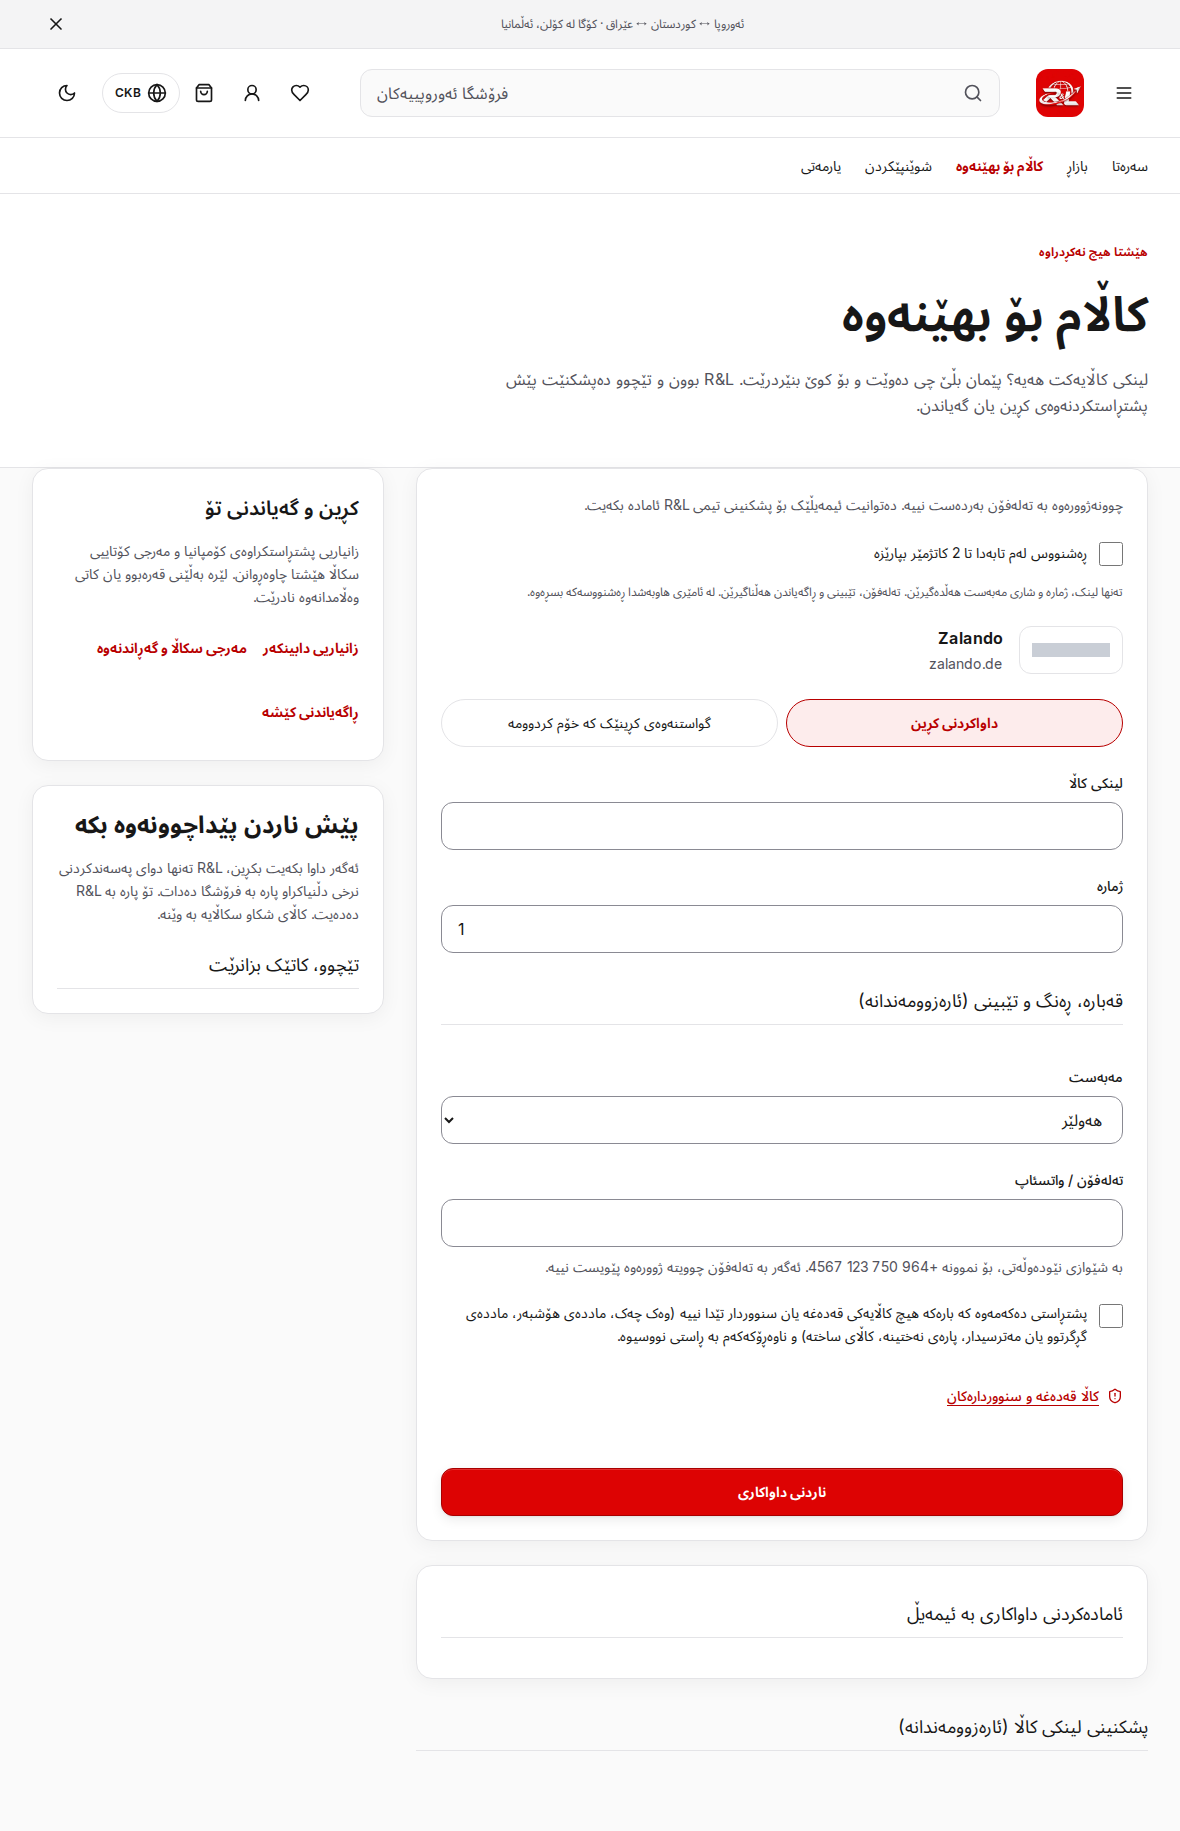 ئەوروپا ↔ کوردستان ↔ عێراق · کۆگا لە کۆلن، ئەڵمانیا
فرۆشگا ئەوروپییەکان
CKB
سەرەتا
بازاڕ
کاڵام بۆ بهێنەوە
شوێنپێکردن
یارمەتی
هێشتا هیچ نەکڕدراوە
کاڵام بۆ بهێنەوە
لینکی کاڵایەکت هەیە؟ پێمان بڵێ چی دەوێت و بۆ کوێ بنێردرێت. R&L بوون و تێچوو دەپشکنێت پێش
پشتڕاستکردنەوەی کڕین یان گەیاندن.
چوونەژوورەوە بە تەلەفۆن بەردەست نییە. دەتوانیت ئیمەیڵێک بۆ پشکنینی تیمی R&L ئامادە بکەیت.
ڕەشنووس لەم تابەدا تا 2 کاتژمێر بپارێزە
تەنها لینک، ژمارە و شاری مەبەست هەڵدەگیرێن. تەلەفۆن، تێبینی و ڕاگەیاندن هەڵناگیرێن. لە ئامێری هاوبەشدا ڕەشنووسەکە بسڕەوە.
Zalando
zalando.de
داواکردنی کڕین
گواستنەوەی کڕینێک کە خۆم کردوومە
لینکی کاڵا
ژمارە
1
قەبارە، ڕەنگ و تێبینی (ئارەزوومەندانە)
مەبەست
هەولێر
تەلەفۆن / واتسئاپ
بە شێوازی نێودەوڵەتی، بۆ نموونە +964 750 123 4567. ئەگەر بە تەلەفۆن چوویتە ژوورەوە پێویست نییە.
پشتڕاستی دەکەمەوە کە بارەکە هیچ کاڵایەکی قەدەغە یان سنووردار تێدا نییە (وەک چەک، ماددەی هۆشبەر، ماددەی
گڕگرتوو یان مەترسیدار، پارەی نەختینە، کاڵای ساختە) و ناوەڕۆکەکەم بە ڕاستی نووسیوە.
کاڵا قەدەغە و سنووردارەکان
ناردنی داواکاری
ئامادەکردنی داواکاری بە ئیمەیڵ
پشکنینی لینکی کاڵا (ئارەزوومەندانە)
کڕین و گەیاندنی تۆ
زانیاریی پشتڕاستکراوەی کۆمپانیا و مەرجی کۆتایی
سکاڵا هێشتا چاوەڕوانن. لێرە بەڵێنی قەرەبوو یان کاتی
وەڵامدانەوە نادرێت.
زانیاریی دابینکەر
مەرجی سکاڵا و گەڕاندنەوە
ڕاگەیاندنی کێشە
پێش ناردن پێداچوونەوە بکە
ئەگەر داوا بکەیت بکڕین، R&L تەنها دوای پەسەندکردنی
نرخی دڵنیاکراو پارە بە فرۆشگا دەدات. تۆ پارە بە R&L
دەدەیت. کاڵای شکاو سکاڵایە بە وێنە.
تێچوو، کاتێک بزانرێت